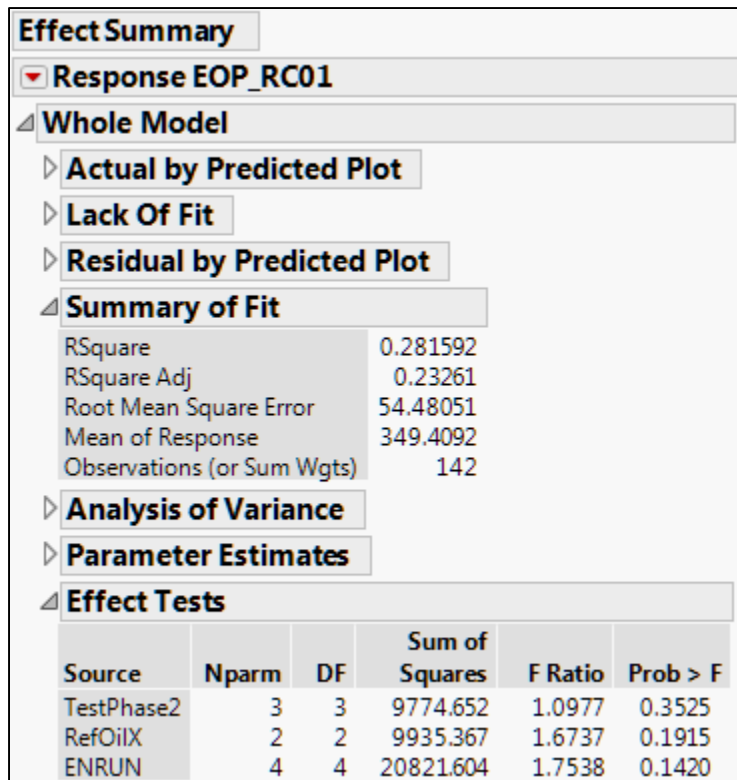 Effect Summary
Response EOP_RC01
Whole Model
Actual by Predicted Plot
Lack Of Fit
Residual by Predicted Plot
Summary of Fit
RSquare 0.281592
RSquare Adj 0.23261
Root Mean Square Error 54.48051
Mean of Response 349.4092
Observations (or Sum Wgts) 142
Analysis of Variance
Parameter Estimates
Effect Tests
Sum of
Source Nparm DF Squares F Ratio Prob > F
TestPhase2 3 3 9774.652 1.0977 0.3525
RefOilX 2 2 9935.367 1.6737 0.1915
ENRUN 4 4 20821.604 1.7538 0.1420